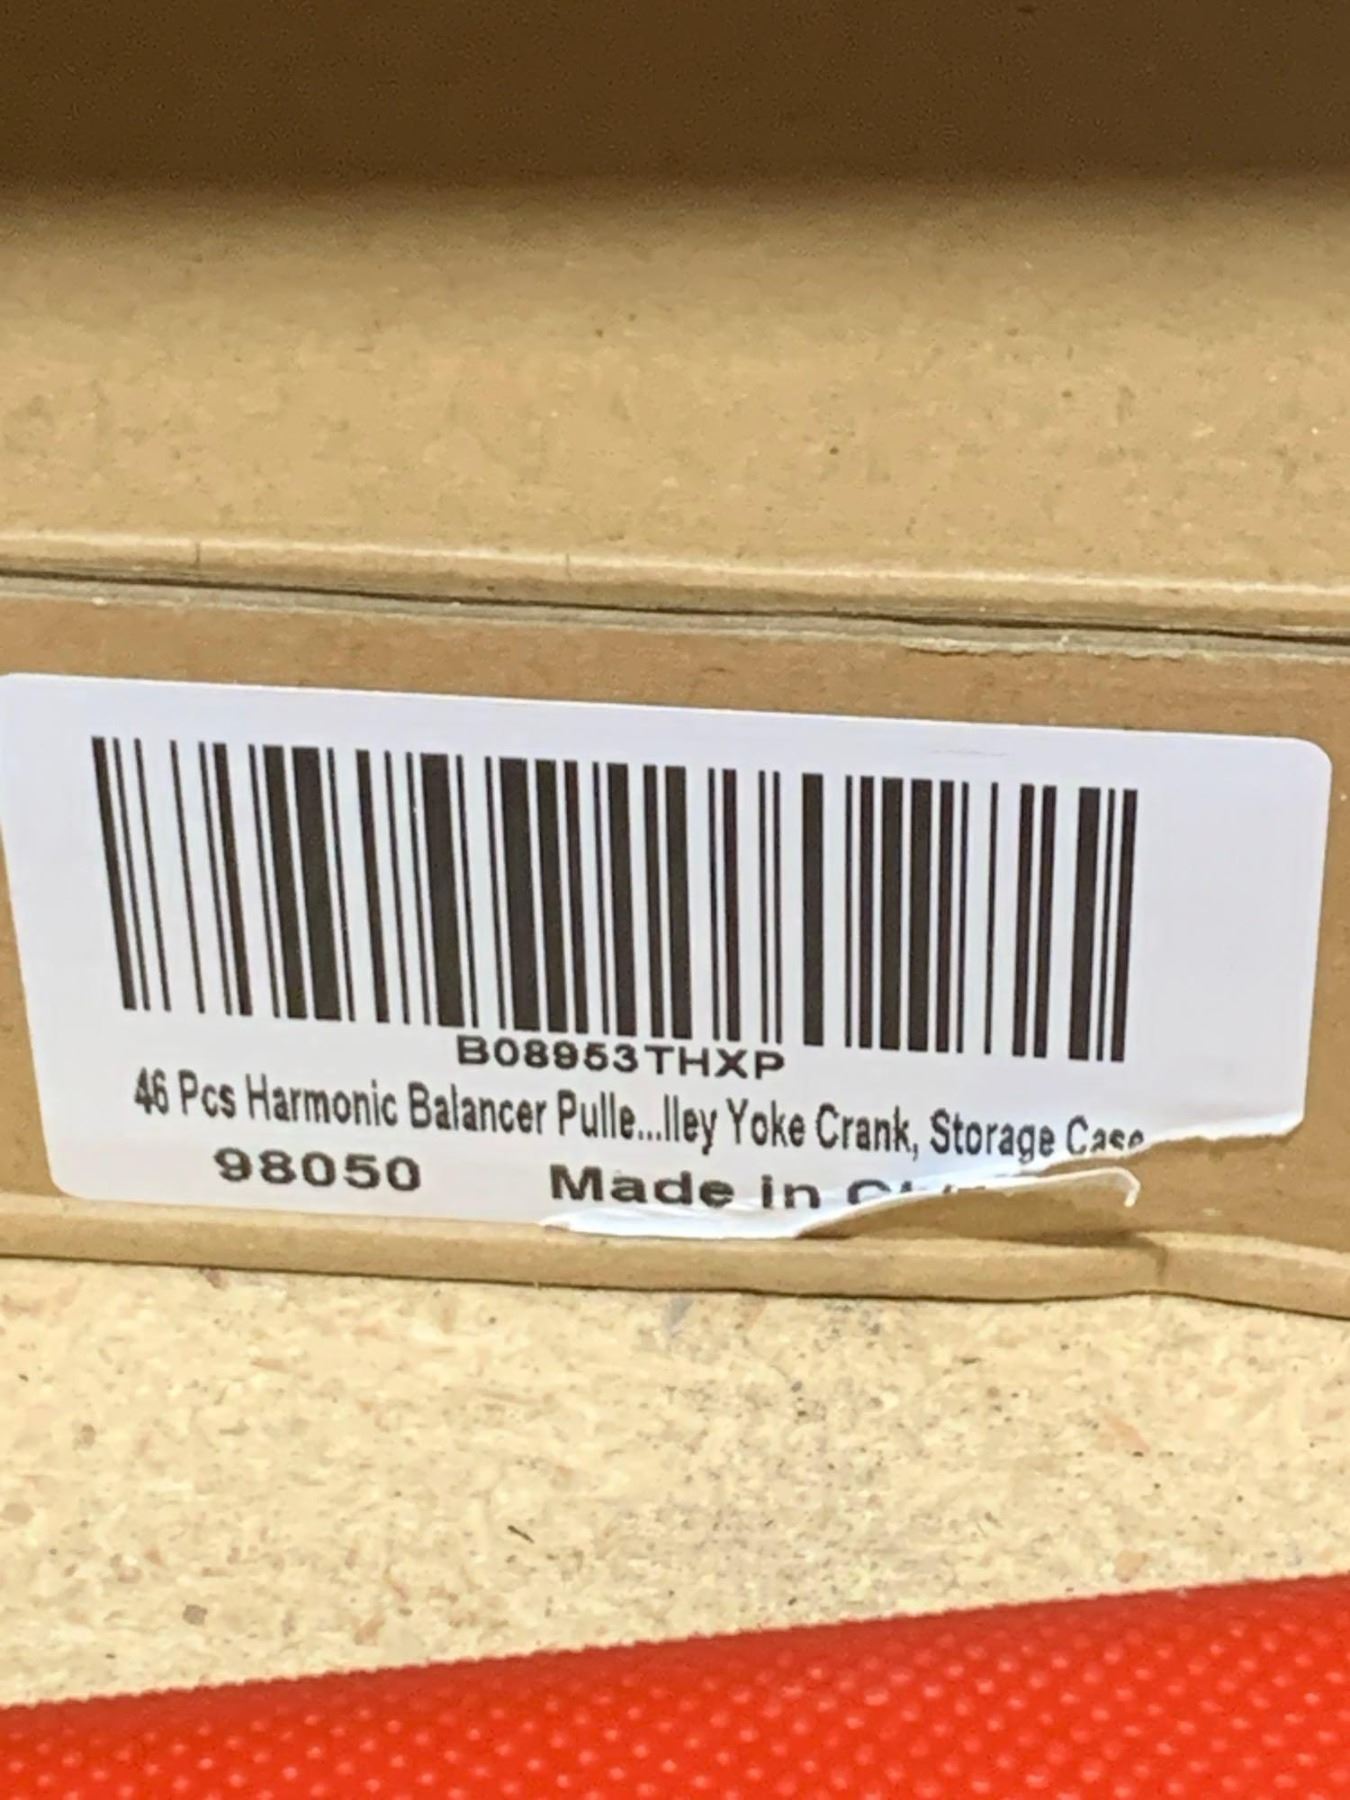 B08953THXP
46 Pcs Harmonic Balancer Pulle...lley Yoke Crank, Storage Case
98050 Made in